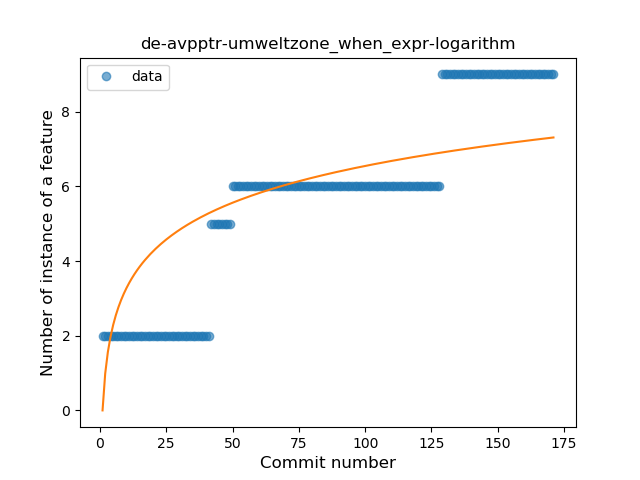 de-avpptr-umweltzone_when_expr-logarithm
data
Number of instance of a feature
8
6
4
2
0
0 25 50 75 100 125 150 175
Commit number